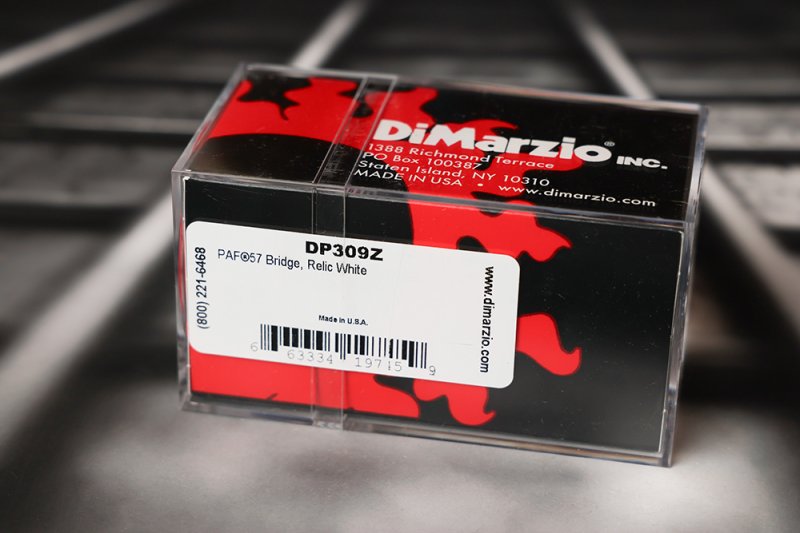 DiMarzio® INC.
1388 Richmond Terrace
PO Box 100387
Staten Island, NY 10310
MADE IN USA • www.dimarzio.com
DP309Z
PAF®57 Bridge, Relic White
(800) 221-6468
www.dimarzio.com
Made in U.S.A.
6 63334 19745 9